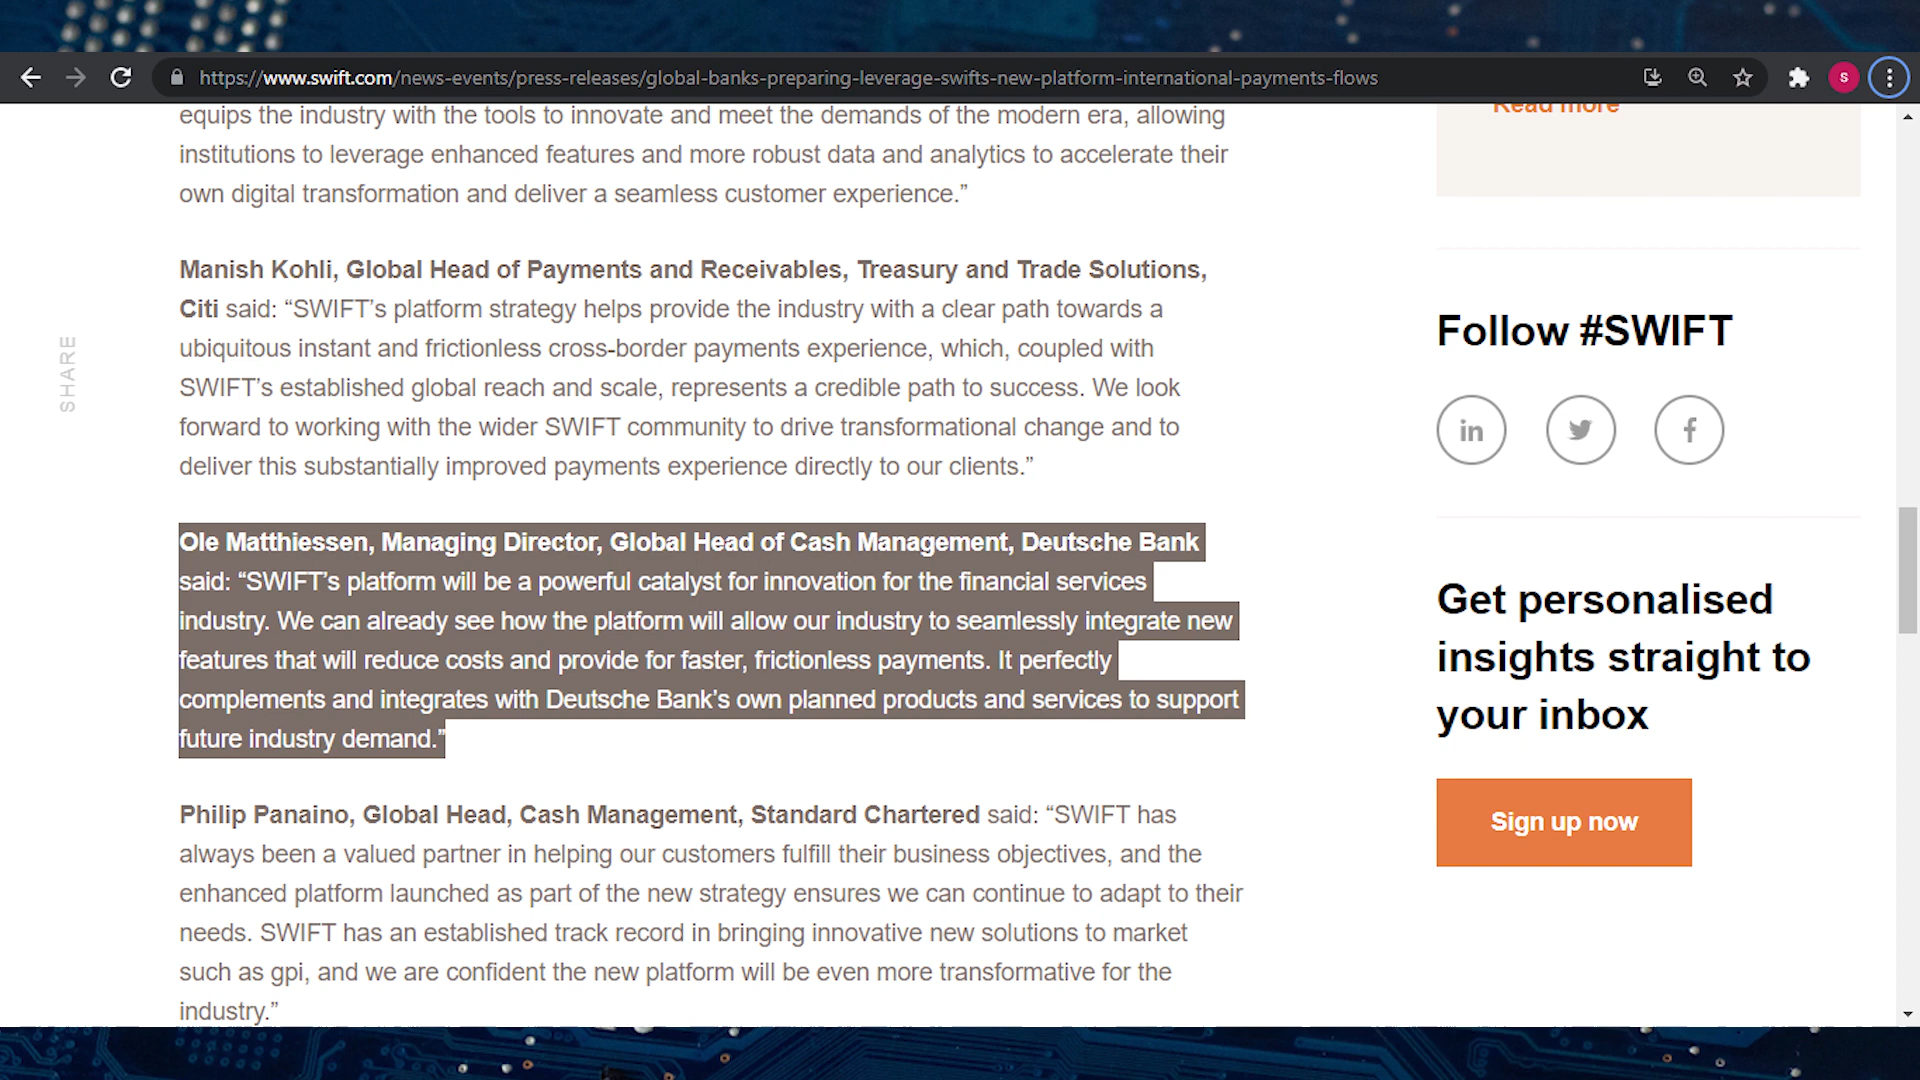 https://www.swift.com/news-events/press-releases/global-banks-preparing-leverage-swifts-new-platform-international-payments-flows
S
equips the industry with the tools to innovate and meet the demands of the modern era, allowing
institutions to leverage enhanced features and more robust data and analytics to accelerate their
own digital transformation and deliver a seamless customer experience.”
Manish Kohli, Global Head of Payments and Receivables, Treasury and Trade Solutions,
Citi said: “SWIFT’s platform strategy helps provide the industry with a clear path towards a
ubiquitous instant and frictionless cross-border payments experience, which, coupled with
SWIFT’s established global reach and scale, represents a credible path to success. We look
forward to working with the wider SWIFT community to drive transformational change and to
deliver this substantially improved payments experience directly to our clients.”
Ole Matthiessen, Managing Director, Global Head of Cash Management, Deutsche Bank
said: “SWIFT’s platform will be a powerful catalyst for innovation for the financial services
industry. We can already see how the platform will allow our industry to seamlessly integrate new
features that will reduce costs and provide for faster, frictionless payments. It perfectly
complements and integrates with Deutsche Bank’s own planned products and services to support
future industry demand.”
Philip Panaino, Global Head, Cash Management, Standard Chartered said: “SWIFT has
always been a valued partner in helping our customers fulfill their business objectives, and the
enhanced platform launched as part of the new strategy ensures we can continue to adapt to their
needs. SWIFT has an established track record in bringing innovative new solutions to market
such as gpi, and we are confident the new platform will be even more transformative for the
industry.”
SHARE
Read more
Follow #SWIFT
in
f
Get personalised
insights straight to
your inbox
Sign up now